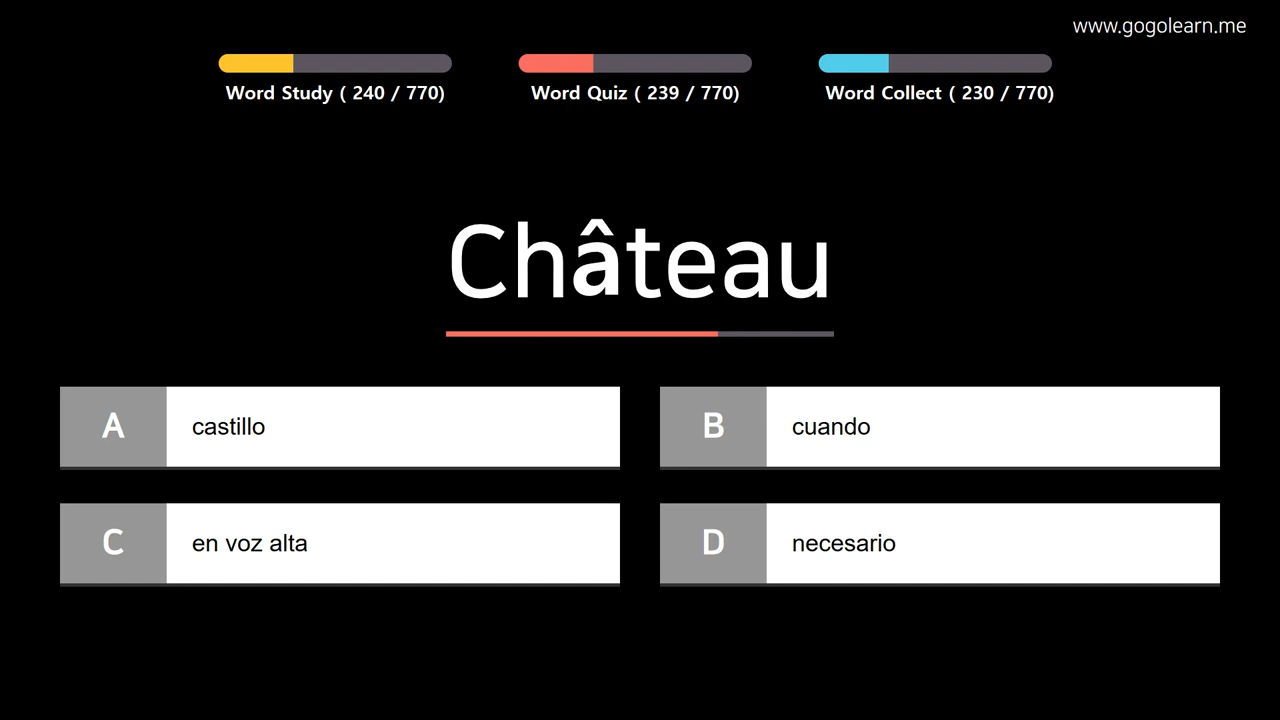 www.gogolearn.me
Word Study ( 240 / 770)
Word Quiz ( 239 / 770)
Word Collect ( 230 / 770)
Château
A castillo
B cuando
C en voz alta
D necesario